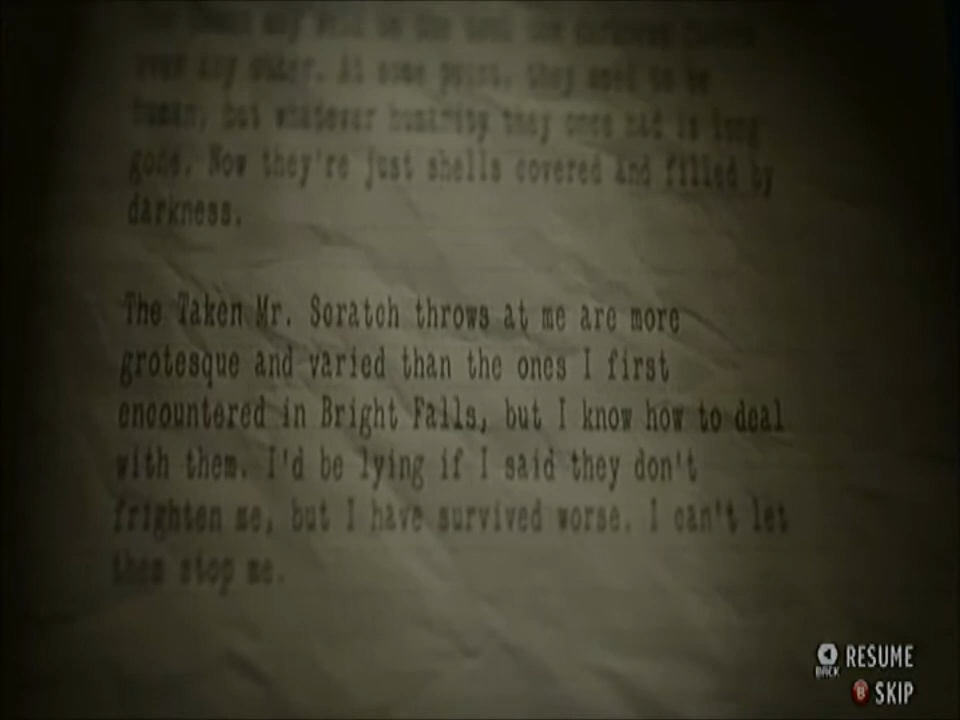 over any other. At some point, they used to be
human, but whatever humanity they once had is long
gone. Now they're just shells covered and filled by
darkness.
The Taken Mr. Scratch throws at me are more
grotesque and varied than the ones I first
encountered in Bright Falls, but I know how to deal
with them. I'd be lying if I said they don't
frighten me, but I have survived worse. I can't let
them stop me.
BACK RESUME
B SKIP